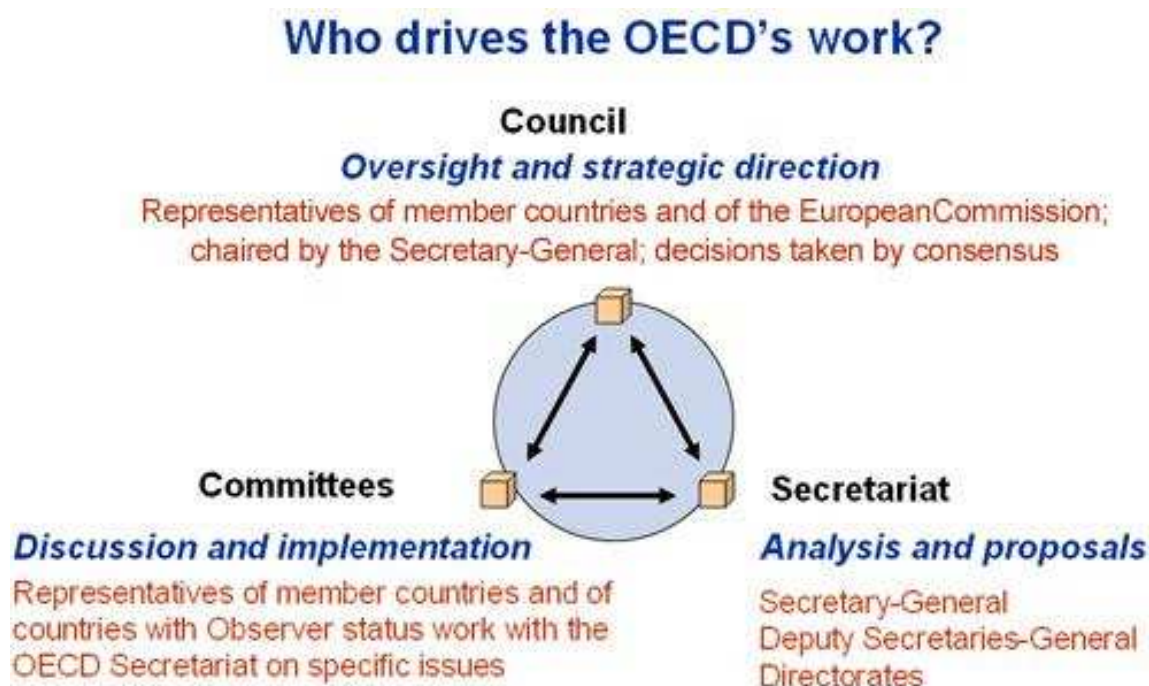 Who drives the OECD's work?
Council
Oversight and strategic direction
Representatives of member countries and of the EuropeanCommission;
chaired by the Secretary-General; decisions taken by consensus
Committees
Discussion and implementation
Representatives of member countries and of
countries with Observer status work with the
OECD Secretariat on specific issues
Secretariat
Analysis and proposals
Secretary-General
Deputy Secretaries-General
Directorates